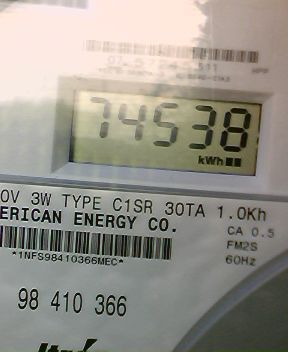 74538
kWh
0V 3W TYPE C1SR 30TA 1.0Kh
ERICAN ENERGY CO.
CA 0.5
FM2S
60Hz
*1NFS98410366MEC*
98 410 366